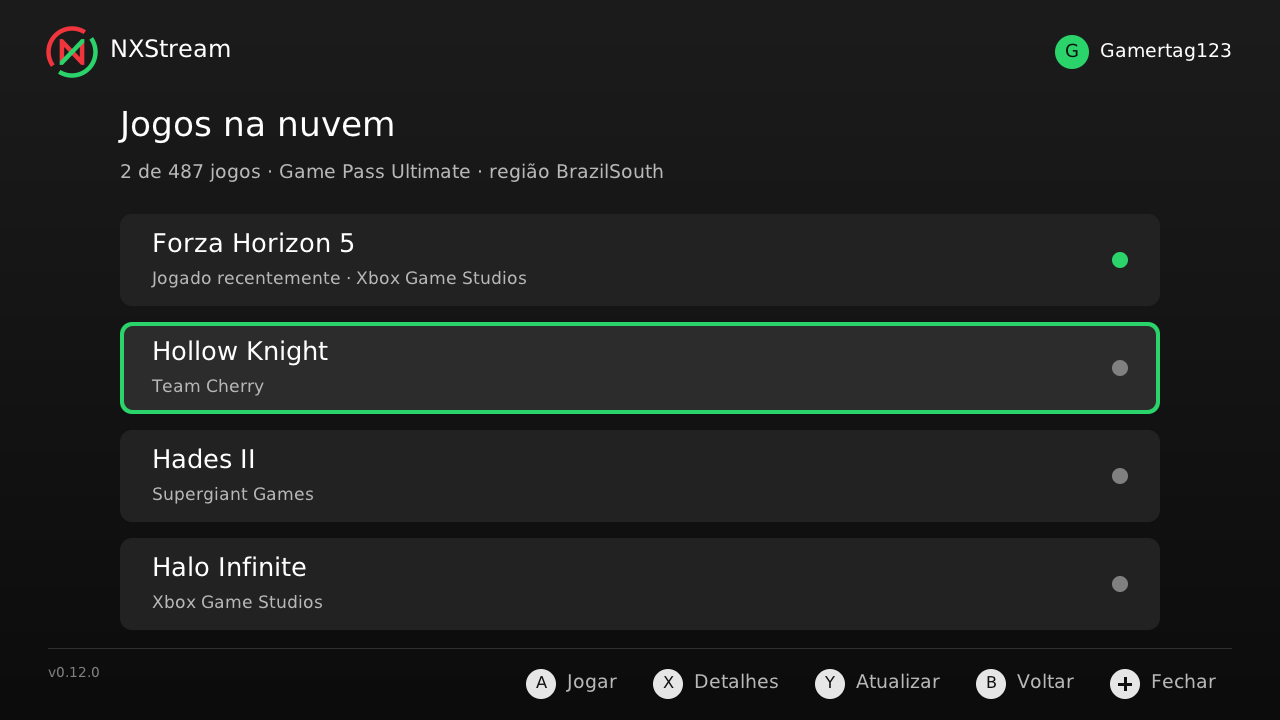 NXStream
G Gamertag123
Jogos na nuvem
2 de 487 jogos · Game Pass Ultimate · região BrazilSouth
Forza Horizon 5
Jogado recentemente · Xbox Game Studios
Hollow Knight
Team Cherry
Hades II
Supergiant Games
Halo Infinite
Xbox Game Studios
v0.12.0
A Jogar X Detalhes Y Atualizar B Voltar + Fechar